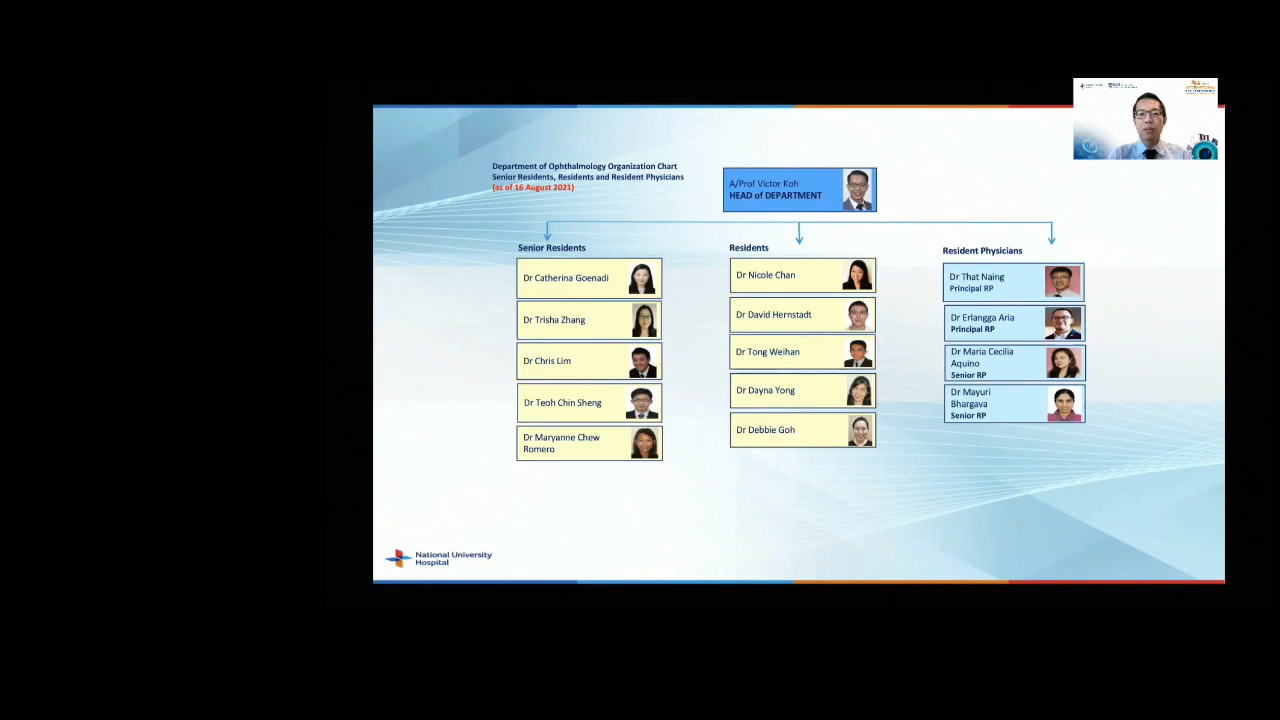 Department of Ophthalmology Organization Chart
Senior Residents, Residents and Resident Physicians
(as of 16 August 2021)
A/Prof Victor Koh
HEAD of DEPARTMENT
Senior Residents
Dr Catherina Goenadi
Dr Trisha Zhang
Dr Chris Lim
Dr Teoh Chin Sheng
Dr Maryanne Chew
Romero
Residents
Dr Nicole Chan
Dr David Hernstadt
Dr Tong Weihan
Dr Dayna Yong
Dr Debbie Goh
Resident Physicians
Dr That Naing
Principal RP
Dr Erlangga Aria
Principal RP
Dr Maria Cecilia
Aquino
Senior RP
Dr Mayuri
Bhargava
Senior RP
National University
Hospital
INTERNATIONAL